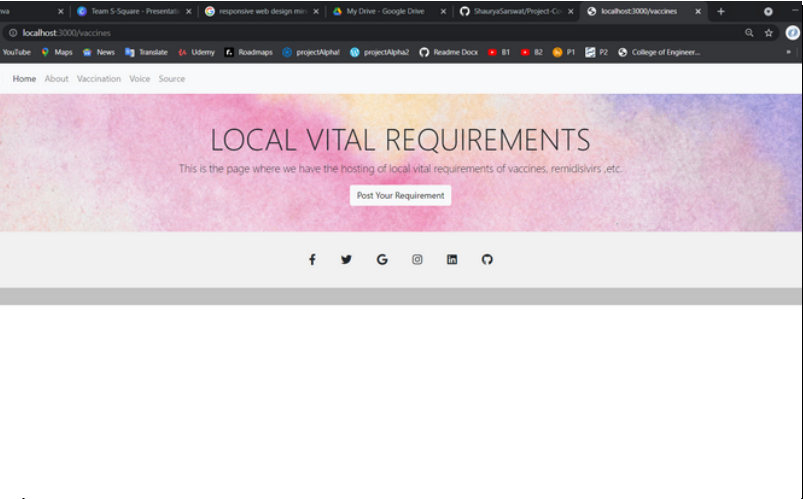 nva Team S-Square - Presentati responsive web design min My Drive - Google Drive ShauryaSarswat/Project-Co localhost:3000/vaccines
localhost:3000/vaccines
YouTube Maps News Translate Udemy Roadmaps projectAlpha! projectAlpha2 Readme Docx B1 B2 P1 P2 College of Engineer... »
Home About Vaccination Voice Source
LOCAL VITAL REQUIREMENTS
This is the page where we have the hosting of local vital requirements of vaccines, remidisivirs ,etc.
Post Your Requirement